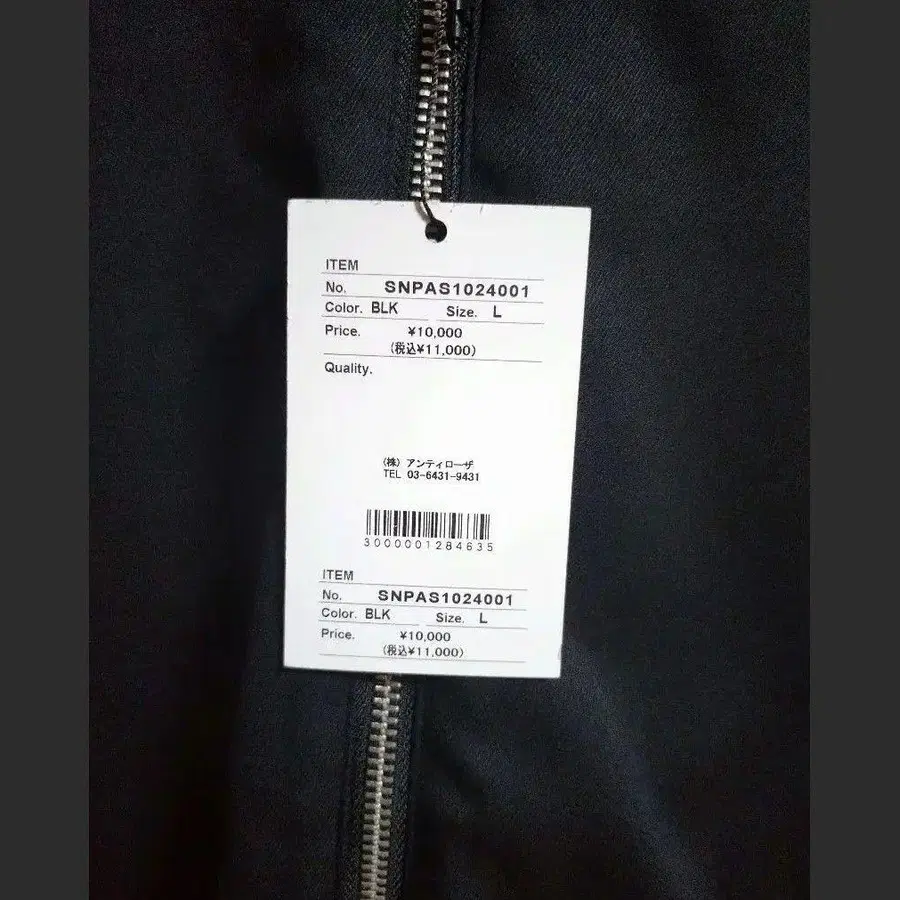 ITEM
No. SNPAS1024001
Color. BLK Size. L
Price. ¥10,000
(税込¥11,000)
Quality.
(株) アンティローザ
TEL 03-6431-9431
3000001284635
ITEM
No. SNPAS1024001
Color. BLK Size. L
Price. ¥10,000
(税込¥11,000)